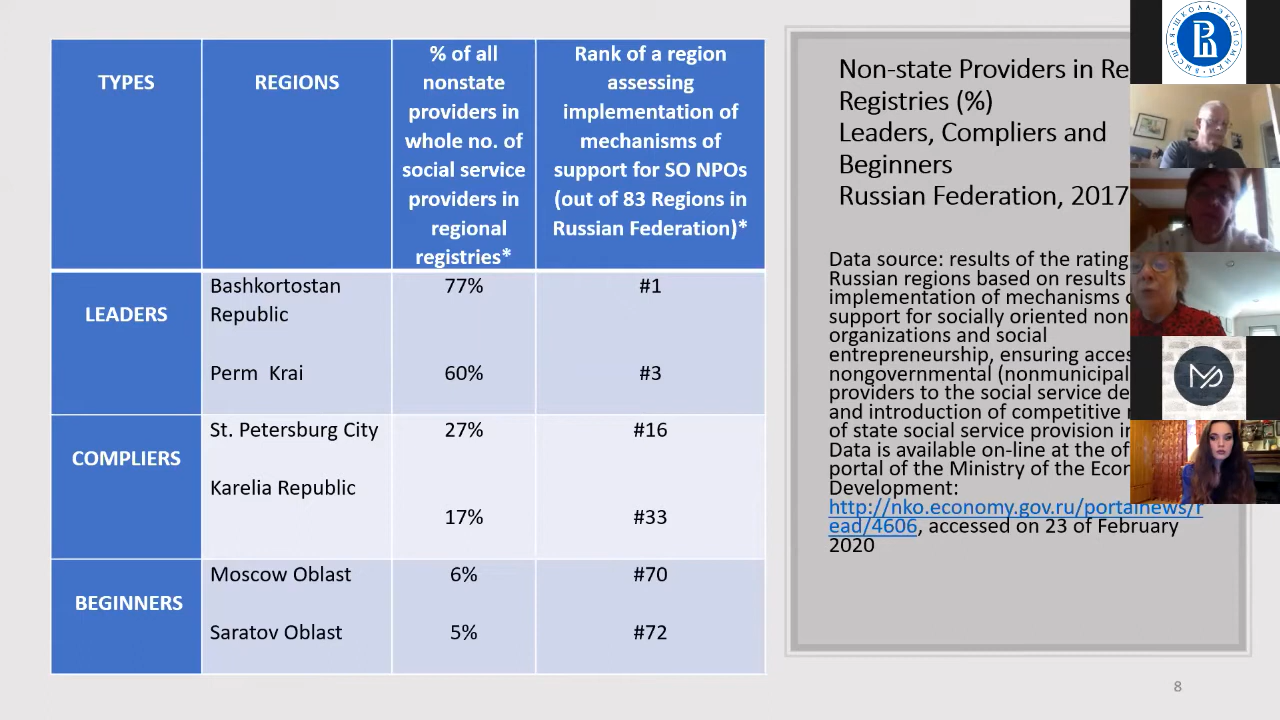 TYPES
REGIONS
% of all
nonstate
providers in
whole no. of
social service
providers in
regional
registries*
Rank of a region
assessing
implementation of
mechanisms of
support for SO NPOs
(out of 83 Regions in
Russian Federation)*
LEADERS
Bashkortostan
Republic
77%
#1
Perm Krai
60%
#3
COMPLIERS
St. Petersburg City
27%
#16
Karelia Republic
17%
#33
BEGINNERS
Moscow Oblast
6%
#70
Saratov Oblast
5%
#72
Non-state Providers in Re
Registries (%)
Leaders, Compliers and
Beginners
Russian Federation, 2017
Data source: results of the rating
Russian regions based on results
implementation of mechanisms
support for socially oriented non
organizations and social
entrepreneurship, ensuring acces
nongovernmental (nonmunicipal
providers to the social service de
and introduction of competitive
of state social service provision i
Data is available on-line at the of
portal of the Ministry of the Econ
Development:
http://nko.economy.gov.ru/portalnews/r
ead/4606, accessed on 23 of February
2020
8
ВЫСШАЯ ШКОЛА ЭКОНОМИКИ